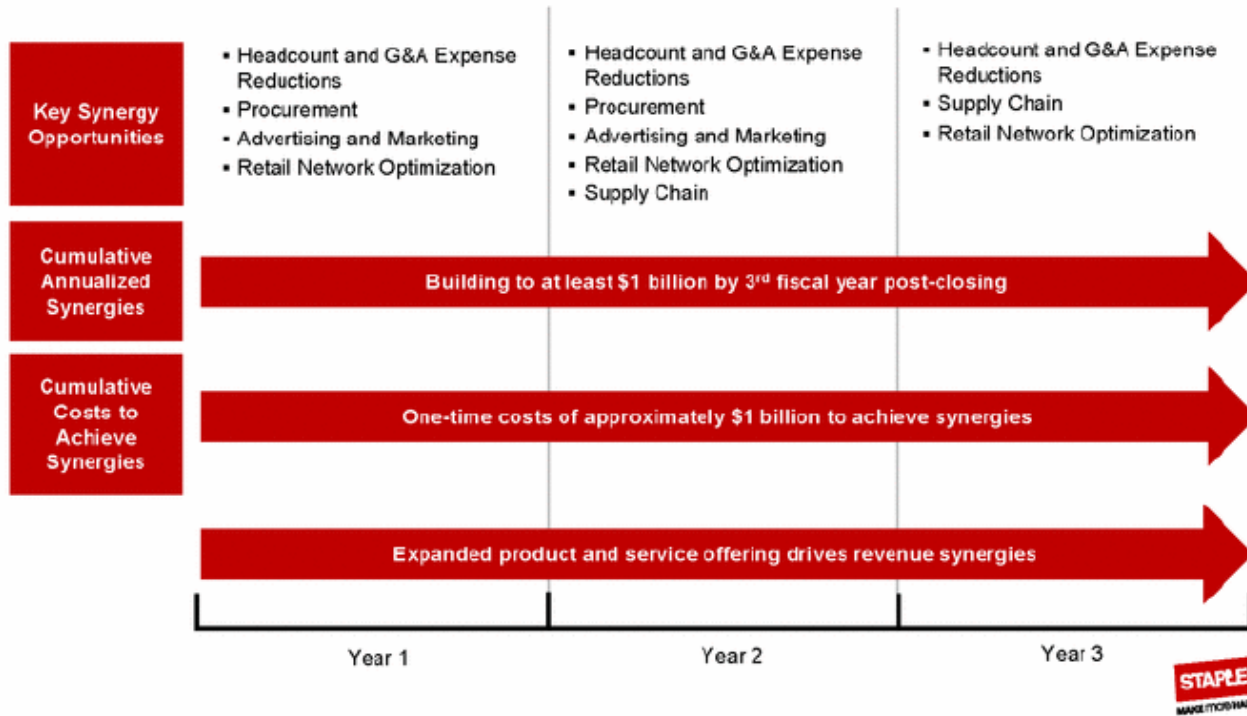 Key Synergy
Opportunities
▪ Headcount and G&A Expense
Reductions
▪ Procurement
▪ Advertising and Marketing
▪ Retail Network Optimization
▪ Headcount and G&A Expense
Reductions
▪ Procurement
▪ Advertising and Marketing
▪ Retail Network Optimization
▪ Supply Chain
▪ Headcount and G&A Expense
Reductions
▪ Supply Chain
▪ Retail Network Optimization
Cumulative
Annualized
Synergies
Building to at least $1 billion by 3rd fiscal year post-closing
Cumulative
Costs to
Achieve
Synergies
One-time costs of approximately $1 billion to achieve synergies
Expanded product and service offering drives revenue synergies
Year 1
Year 2
Year 3
STAPLE
MAKE more HA